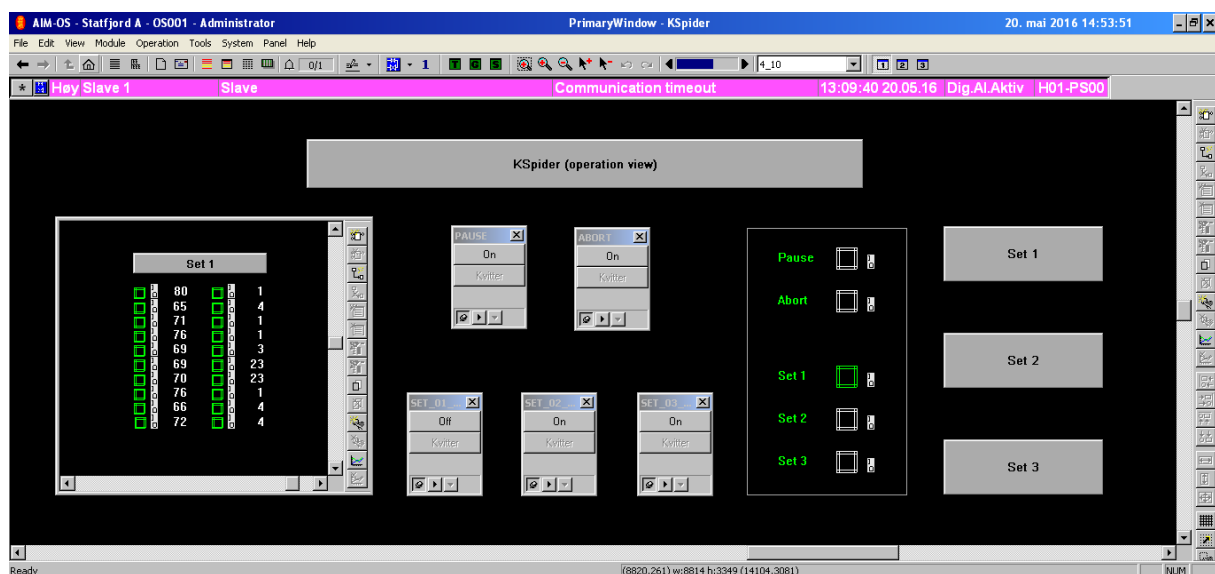 AIM-OS - Statfjord A - OS001 - Administrator PrimaryWindow - KSpider 20. mai 2016 14:53:51
File Edit View Module Operation Tools System Panel Help
0/1 1 T G S 4_10 1 2 3
* Høy Slave 1 Slave Communication timeout 13:09:40 20.05.16 Dig.Al.Aktiv H01-PS00
KSpider (operation view)
Set 1
80 1
65 4
71 1
76 1
69 3
69 23
70 23
76 1
66 4
72 4
PAUSE
On
Kvitter
ABORT
On
Kvitter
SET_01_
Off
Kvitter
SET_02_
On
Kvitter
SET_03_
On
Kvitter
Pause
Abort
Set 1
Set 2
Set 3
Set 1
Set 2
Set 3
Ready (8820,261) w:8814 h:3349 (14104,3081) NUM